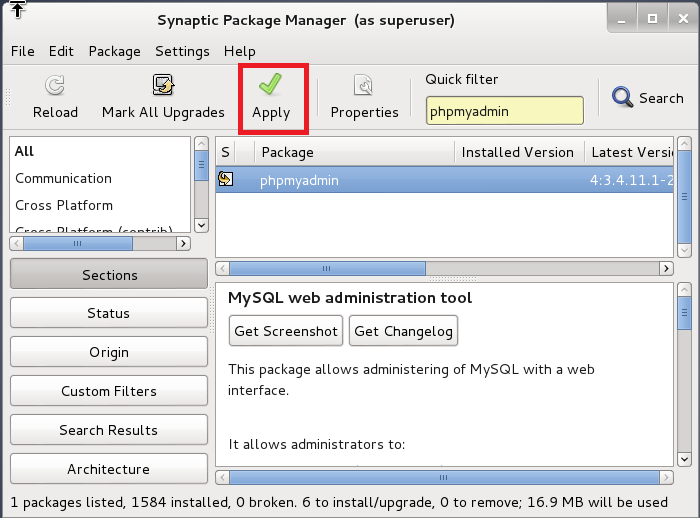 Synaptic Package Manager (as superuser)
File Edit Package Settings Help
Reload
Mark All Upgrades
Apply
Properties
Quick filter
phpmyadmin
Search
All
Communication
Cross Platform
Cross Platform (contrib)
S Package Installed Version Latest Versi
phpmyadmin 4:3.4.11.1-2
Sections
Status
Origin
Custom Filters
Search Results
Architecture
MySQL web administration tool
Get Screenshot Get Changelog
This package allows administering of MySQL with a web
interface.
It allows administrators to:
1 packages listed, 1584 installed, 0 broken. 6 to install/upgrade, 0 to remove; 16.9 MB will be used